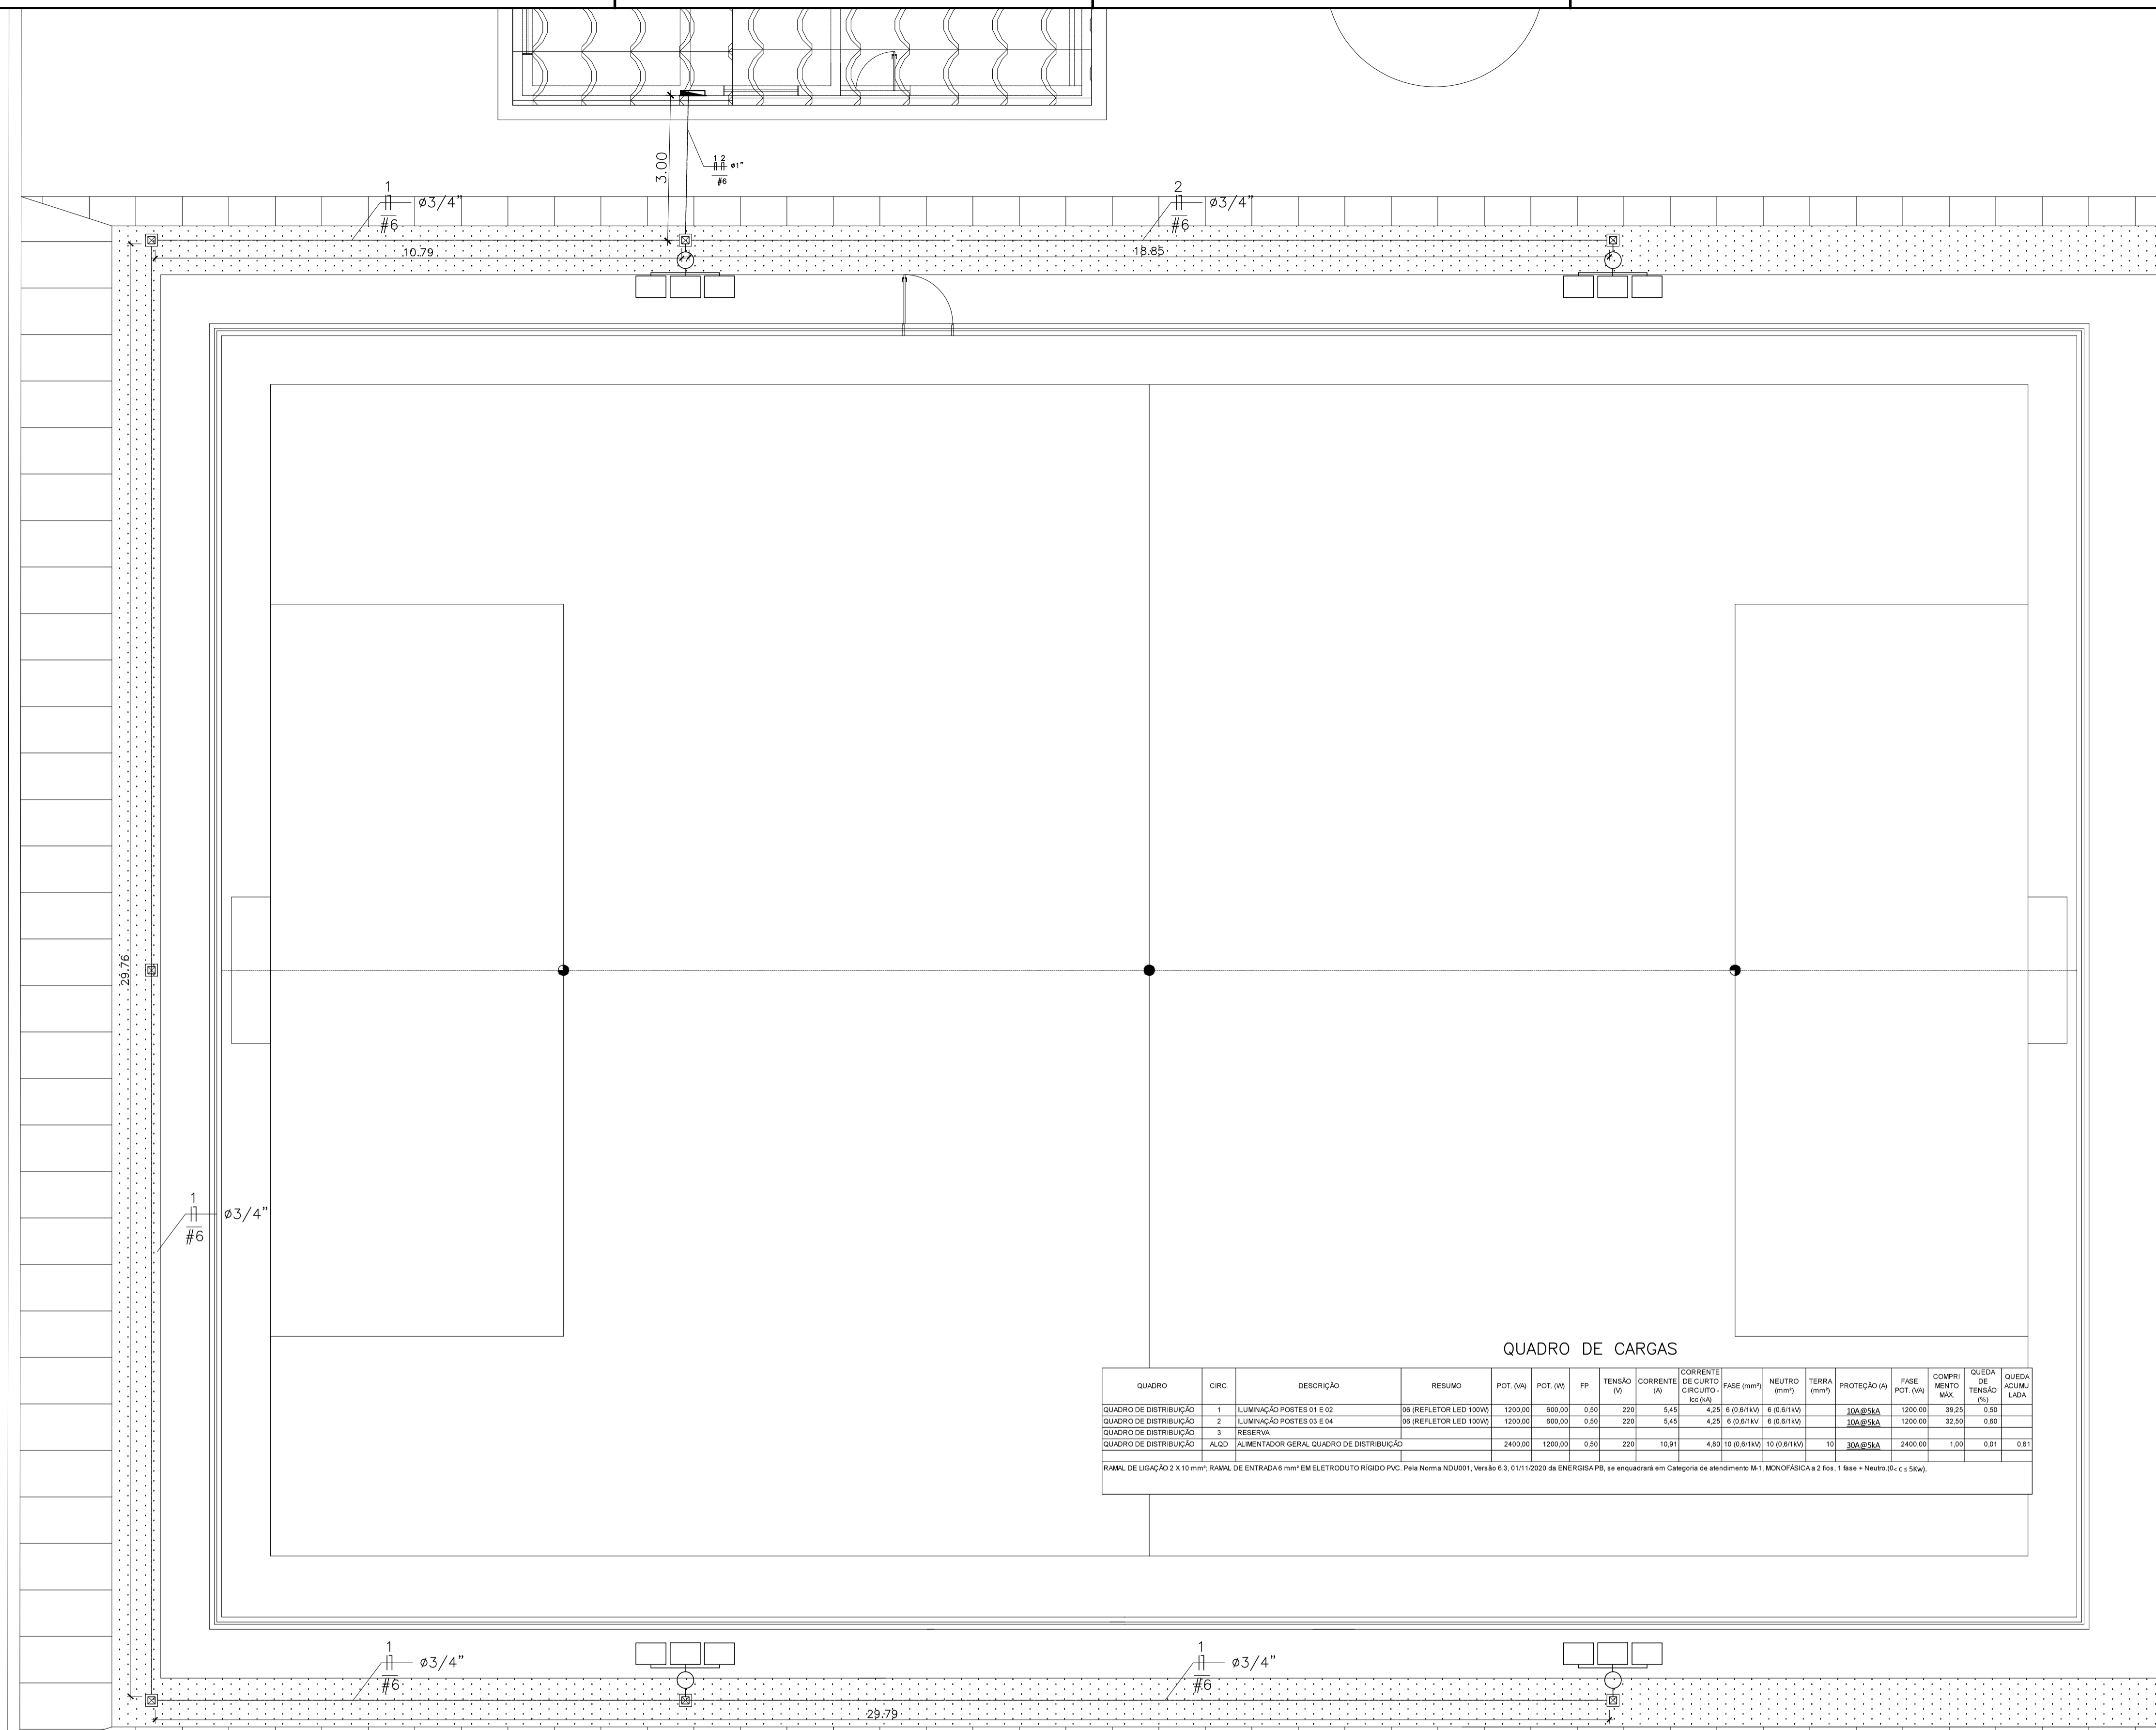 3.00
1 2
ø1"
#6
1
ø3/4"
#6
2
ø3/4"
#6
10.79
18.85
29.76
1
ø3/4"
#6
QUADRO DE CARGAS
QUADRO CIRC. DESCRIÇÃO RESUMO POT. (VA) POT. (W) FP TENSÃO (V) CORRENTE (A) CORRENTE DE CURTO CIRCUITO - Icc (kA) FASE (mm²) NEUTRO (mm²) TERRA (mm²) PROTEÇÃO (A) FASE POT. (VA) COMPRI MENTO MÁX. QUEDA DE TENSÃO (%) QUEDA ACUMU LADA
QUADRO DE DISTRIBUIÇÃO 1 ILUMINAÇÃO POSTES 01 E 02 06 (REFLETOR LED 100W) 1200,00 600,00 0,50 220 5,45 4,25 6 (0,6/1kV) 6 (0,6/1kV) 10A@5kA 1200,00 39,25 0,50
QUADRO DE DISTRIBUIÇÃO 2 ILUMINAÇÃO POSTES 03 E 04 06 (REFLETOR LED 100W) 1200,00 600,00 0,50 220 5,45 4,25 6 (0,6/1kV 6 (0,6/1kV) 10A@5kA 1200,00 32,50 0,60
QUADRO DE DISTRIBUIÇÃO 3 RESERVA
QUADRO DE DISTRIBUIÇÃO ALQD ALIMENTADOR GERAL QUADRO DE DISTRIBUIÇÃO 2400,00 1200,00 0,50 220 10,91 4,80 10 (0,6/1kV) 10 (0,6/1kV) 10 30A@5kA 2400,00 1,00 0,01 0,61
RAMAL DE LIGAÇÃO 2 X 10 mm²; RAMAL DE ENTRADA 6 mm² EM ELETRODUTO RÍGIDO PVC. Pela Norma NDU001, Versão 6.3, 01/11/2020 da ENERGISA PB, se enquadrará em Categoria de atendimento M-1, MONOFÁSICA a 2 fios, 1 fase + Neutro.(0< C ≤ 5Kw).
1
ø3/4"
#6
1
ø3/4"
#6
29.79